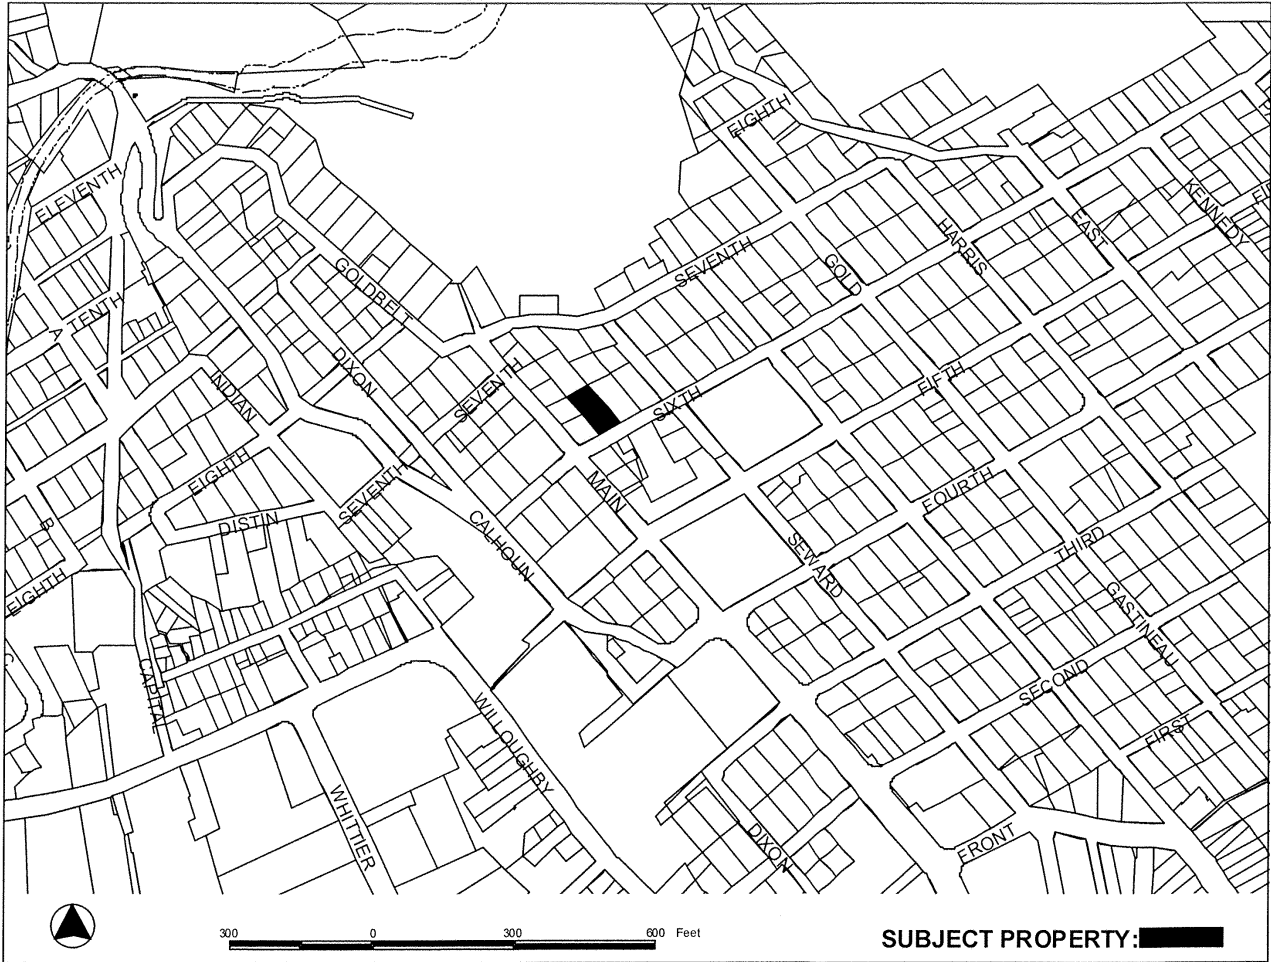 EIGHTH
ELEVENTH
KENNEDY
EAST
HARRIS
SEVENTH
GOLD
GOLDBELT
A
TENTH
DIXON
INDIAN
SEVENTH
SIXTH
FIFTH
EIGHTH
SEVENTH
MAIN
FOURTH
B
DISTIN
CALHOUN
SEWARD
THIRD
EIGHTH
GASTINEAU
C
CAPITAL
SECOND
WILLOUGHBY
FIRST
WHITTIER
DIXON
FRONT
300 0 300 600 Feet
SUBJECT PROPERTY: